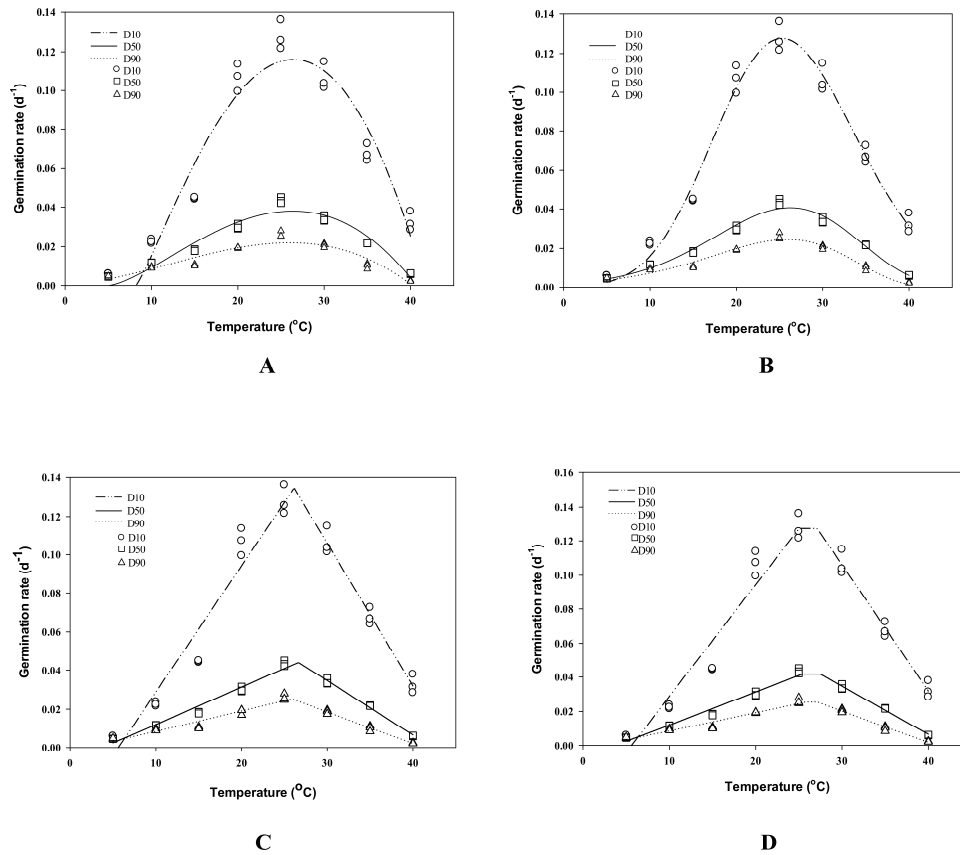 0.14
0.12
0.10
0.08
0.06
0.04
0.02
0.00
0 10 20 30 40
Germination rate (d-1)
Temperature (oC)
D10
D50
D90
D10
D50
D90
A
0.14
0.12
0.10
0.08
0.06
0.04
0.02
0.00
0 10 20 30 40
Germination rate (d-1)
Temperature (oC)
D10
D50
D90
D10
D50
D90
B
0.14
0.12
0.10
0.08
0.06
0.04
0.02
0.00
0 10 20 30 40
Germination rate (d-1)
Temperature (OC)
D10
D50
D90
D10
D50
D90
C
0.16
0.14
0.12
0.10
0.08
0.06
0.04
0.02
0.00
0 10 20 30 40
Germination rate (d-1)
Temperature (oC)
D10
D50
D90
D10
D50
D90
D